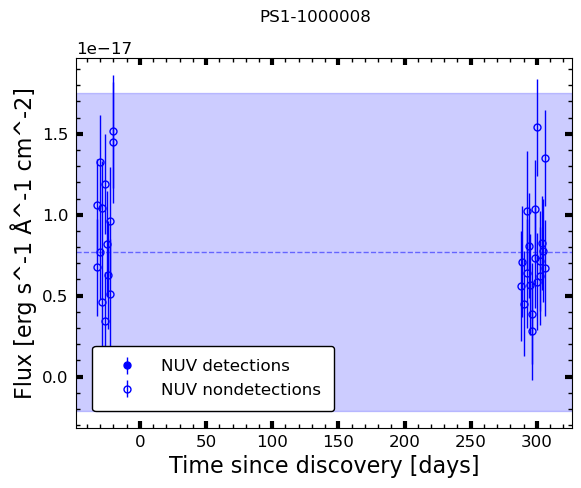 PS1-1000008
1e−17
Flux [erg s^-1 Å^-1 cm^-2]
1.5
1.0
0.5
0.0
NUV detections
NUV nondetections
0 50 100 150 200 250 300
Time since discovery [days]